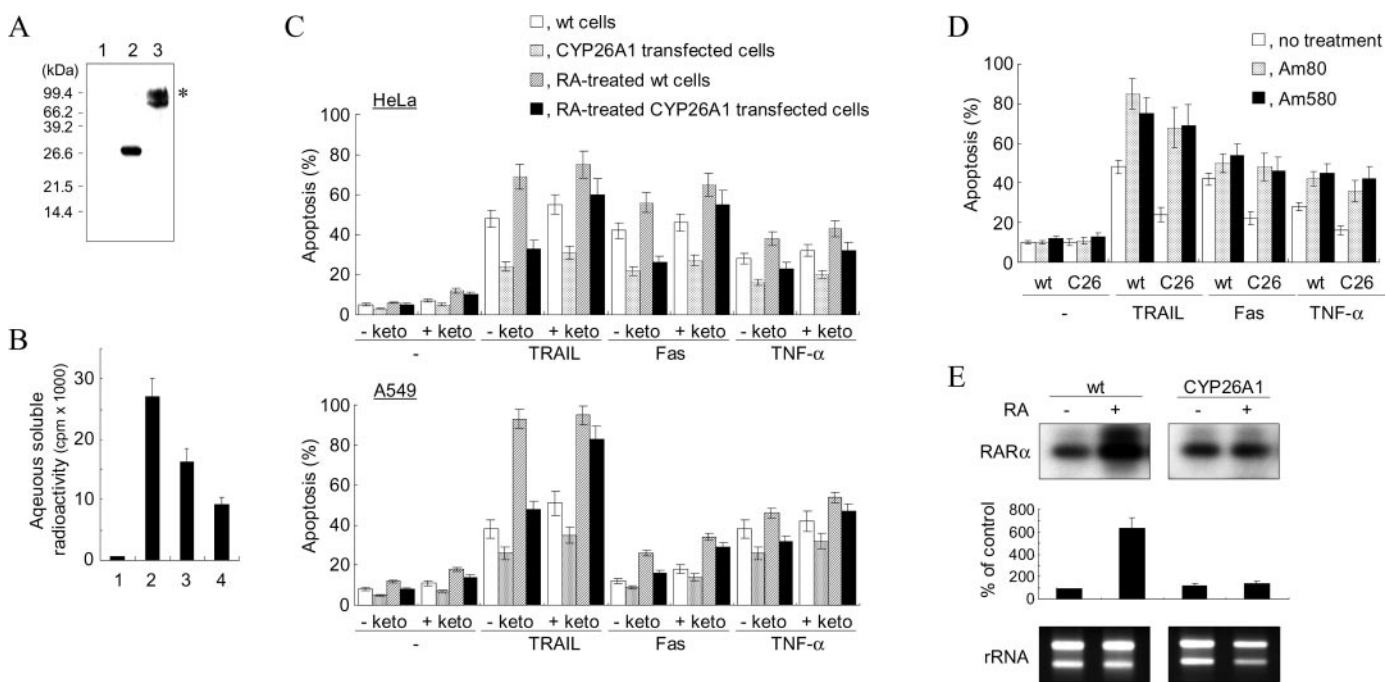 A
1 2 3
(kDa)
99.4
66.2
39.2
26.6
21.5
14.4
*
B
Aqeuous soluble
radioactivity (cpm x 1000)
30
20
10
0
1 2 3 4
C
, wt cells
, CYP26A1 transfected cells
, RA-treated wt cells
, RA-treated CYP26A1 transfected cells
HeLa
Apoptosis (%)
100
80
60
40
20
0
- keto + keto - keto + keto - keto + keto - keto + keto
- TRAIL Fas TNF-α
A549
Apoptosis (%)
100
80
60
40
20
0
- keto + keto - keto + keto - keto + keto - keto + keto
- TRAIL Fas TNF-α
D
, no treatment
, Am80
, Am580
Apoptosis (%)
100
80
60
40
20
0
wt C26 wt C26 wt C26 wt C26
- TRAIL Fas TNF-α
E
wt CYP26A1
RA - + - +
RARα
% of control
800
600
400
200
0
rRNA